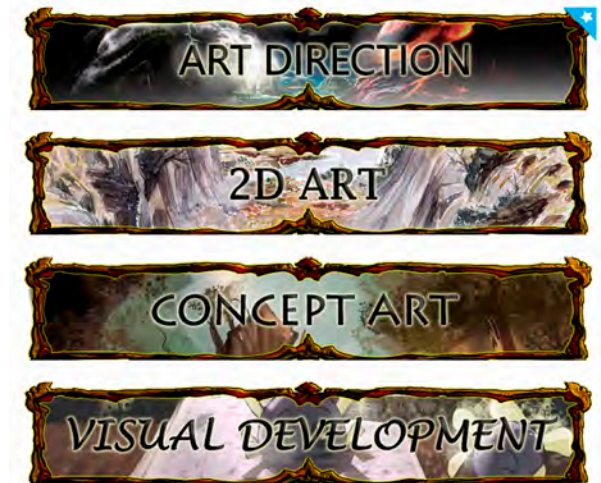 ART DIRECTION
2D ART
CONCEPT ART
VISUAL DEVELOPMENT